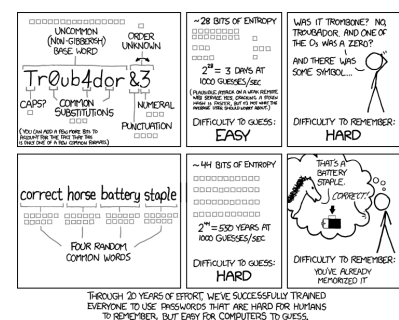 UNCOMMON
(NON-GIBBERISH)
BASE WORD
ORDER
UNKNOWN
Tr0ub4dor &3
CAPS?
COMMON
SUBSTITUTIONS
NUMERAL
PUNCTUATION
(YOU CAN ADD A FEW MORE BITS TO
ACCOUNT FOR THE FACT THAT THIS
IS ONLY ONE OF A FEW COMMON FORMATS.)
~28 BITS OF ENTROPY
2²⁸ = 3 DAYS AT
1000 GUESSES/SEC
(PLAUSIBLE ATTACK ON A WEAK REMOTE
WEB SERVICE. YES, CRACKING A STOLEN
HASH IS FASTER, BUT IT'S NOT WHAT THE
AVERAGE USER SHOULD WORRY ABOUT.)
DIFFICULTY TO GUESS:
EASY
WAS IT TROMBONE? NO,
TROUBADOR. AND ONE OF
THE Os WAS A ZERO?
AND THERE WAS
SOME SYMBOL...
DIFFICULTY TO REMEMBER:
HARD
correct horse battery staple
FOUR RANDOM
COMMON WORDS
~44 BITS OF ENTROPY
2⁴⁴ = 550 YEARS AT
1000 GUESSES/SEC
DIFFICULTY TO GUESS:
HARD
THAT'S A
BATTERY
STAPLE.
CORRECT!
DIFFICULTY TO REMEMBER:
YOU'VE ALREADY
MEMORIZED IT
THROUGH 20 YEARS OF EFFORT, WE'VE SUCCESSFULLY TRAINED
EVERYONE TO USE PASSWORDS THAT ARE HARD FOR HUMANS
TO REMEMBER, BUT EASY FOR COMPUTERS TO GUESS.